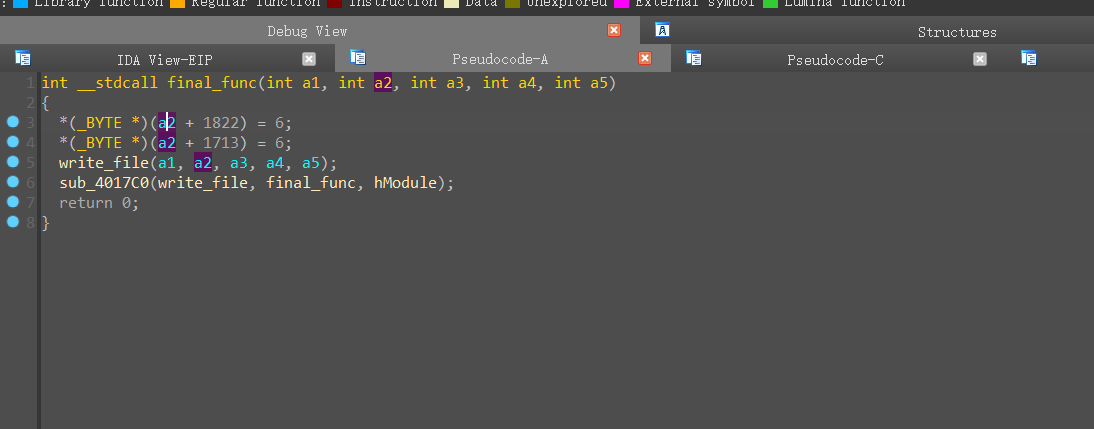 Library function Regular function Instruction Data Unexplored External symbol Lumina function
Debug View Structures
IDA View-EIP Pseudocode-A Pseudocode-C
1 int __stdcall final_func(int a1, int a2, int a3, int a4, int a5)
2 {
3 *(_BYTE *)(a2 + 1822) = 6;
4 *(_BYTE *)(a2 + 1713) = 6;
5 write_file(a1, a2, a3, a4, a5);
6 sub_4017C0(write_file, final_func, hModule);
7 return 0;
8 }